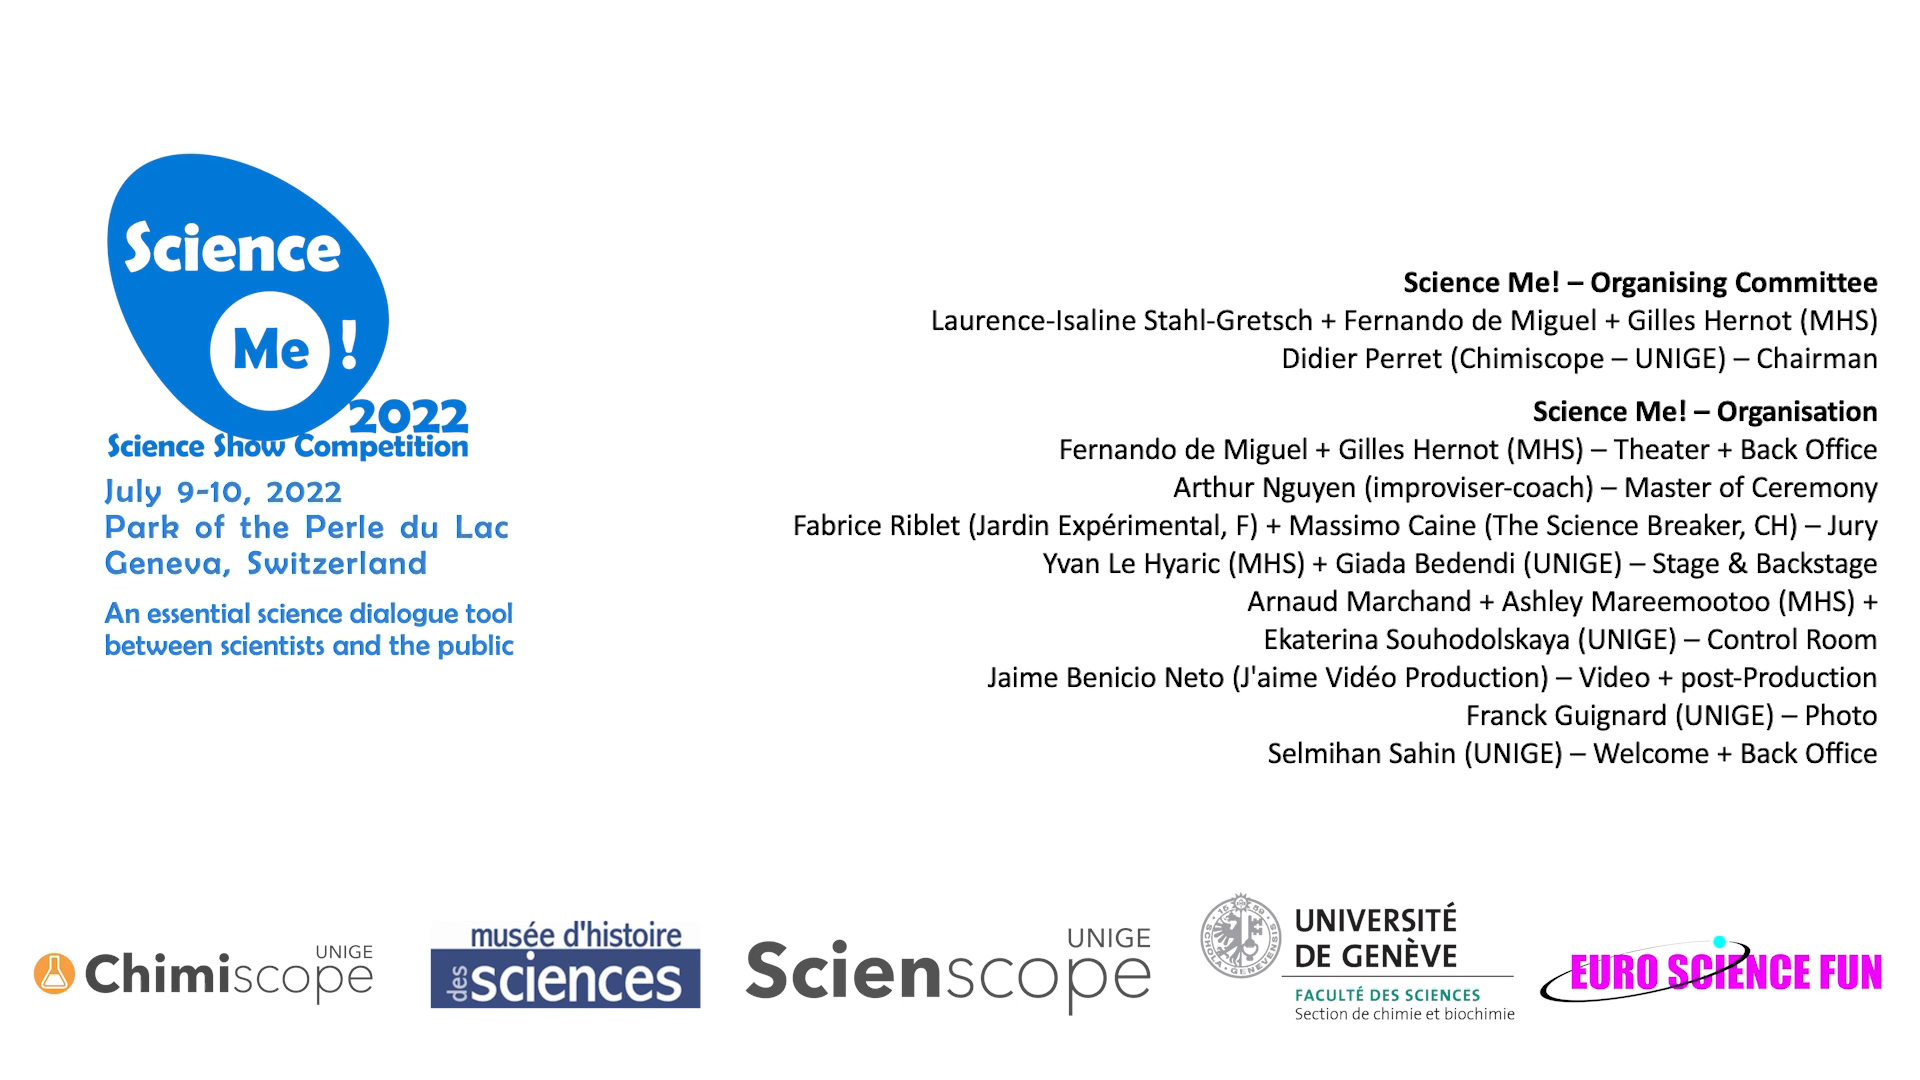 Science
Me !
2022
Science Show Competition
July 9-10, 2022
Park of the Perle du Lac
Geneva, Switzerland
An essential science dialogue tool
between scientists and the public
Science Me! – Organising Committee
Laurence-Isaline Stahl-Gretsch + Fernando de Miguel + Gilles Hernot (MHS)
Didier Perret (Chimiscope – UNIGE) – Chairman
Science Me! – Organisation
Fernando de Miguel + Gilles Hernot (MHS) – Theater + Back Office
Arthur Nguyen (improviser-coach) – Master of Ceremony
Fabrice Riblet (Jardin Expérimental, F) + Massimo Caine (The Science Breaker, CH) – Jury
Yvan Le Hyaric (MHS) + Giada Bedendi (UNIGE) – Stage & Backstage
Arnaud Marchand + Ashley Mareemootoo (MHS) +
Ekaterina Souhodolskaya (UNIGE) – Control Room
Jaime Benicio Neto (J'aime Vidéo Production) – Video + post-Production
Franck Guignard (UNIGE) – Photo
Selmihan Sahin (UNIGE) – Welcome + Back Office
UNIGE
Chimiscope
musée d'histoire
des sciences
UNIGE
Scienscope
1559
SCHOLA GENEVENSIS
UNIVERSITÉ
DE GENÈVE
FACULTÉ DES SCIENCES
Section de chimie et biochimie
EURO SCIENCE FUN